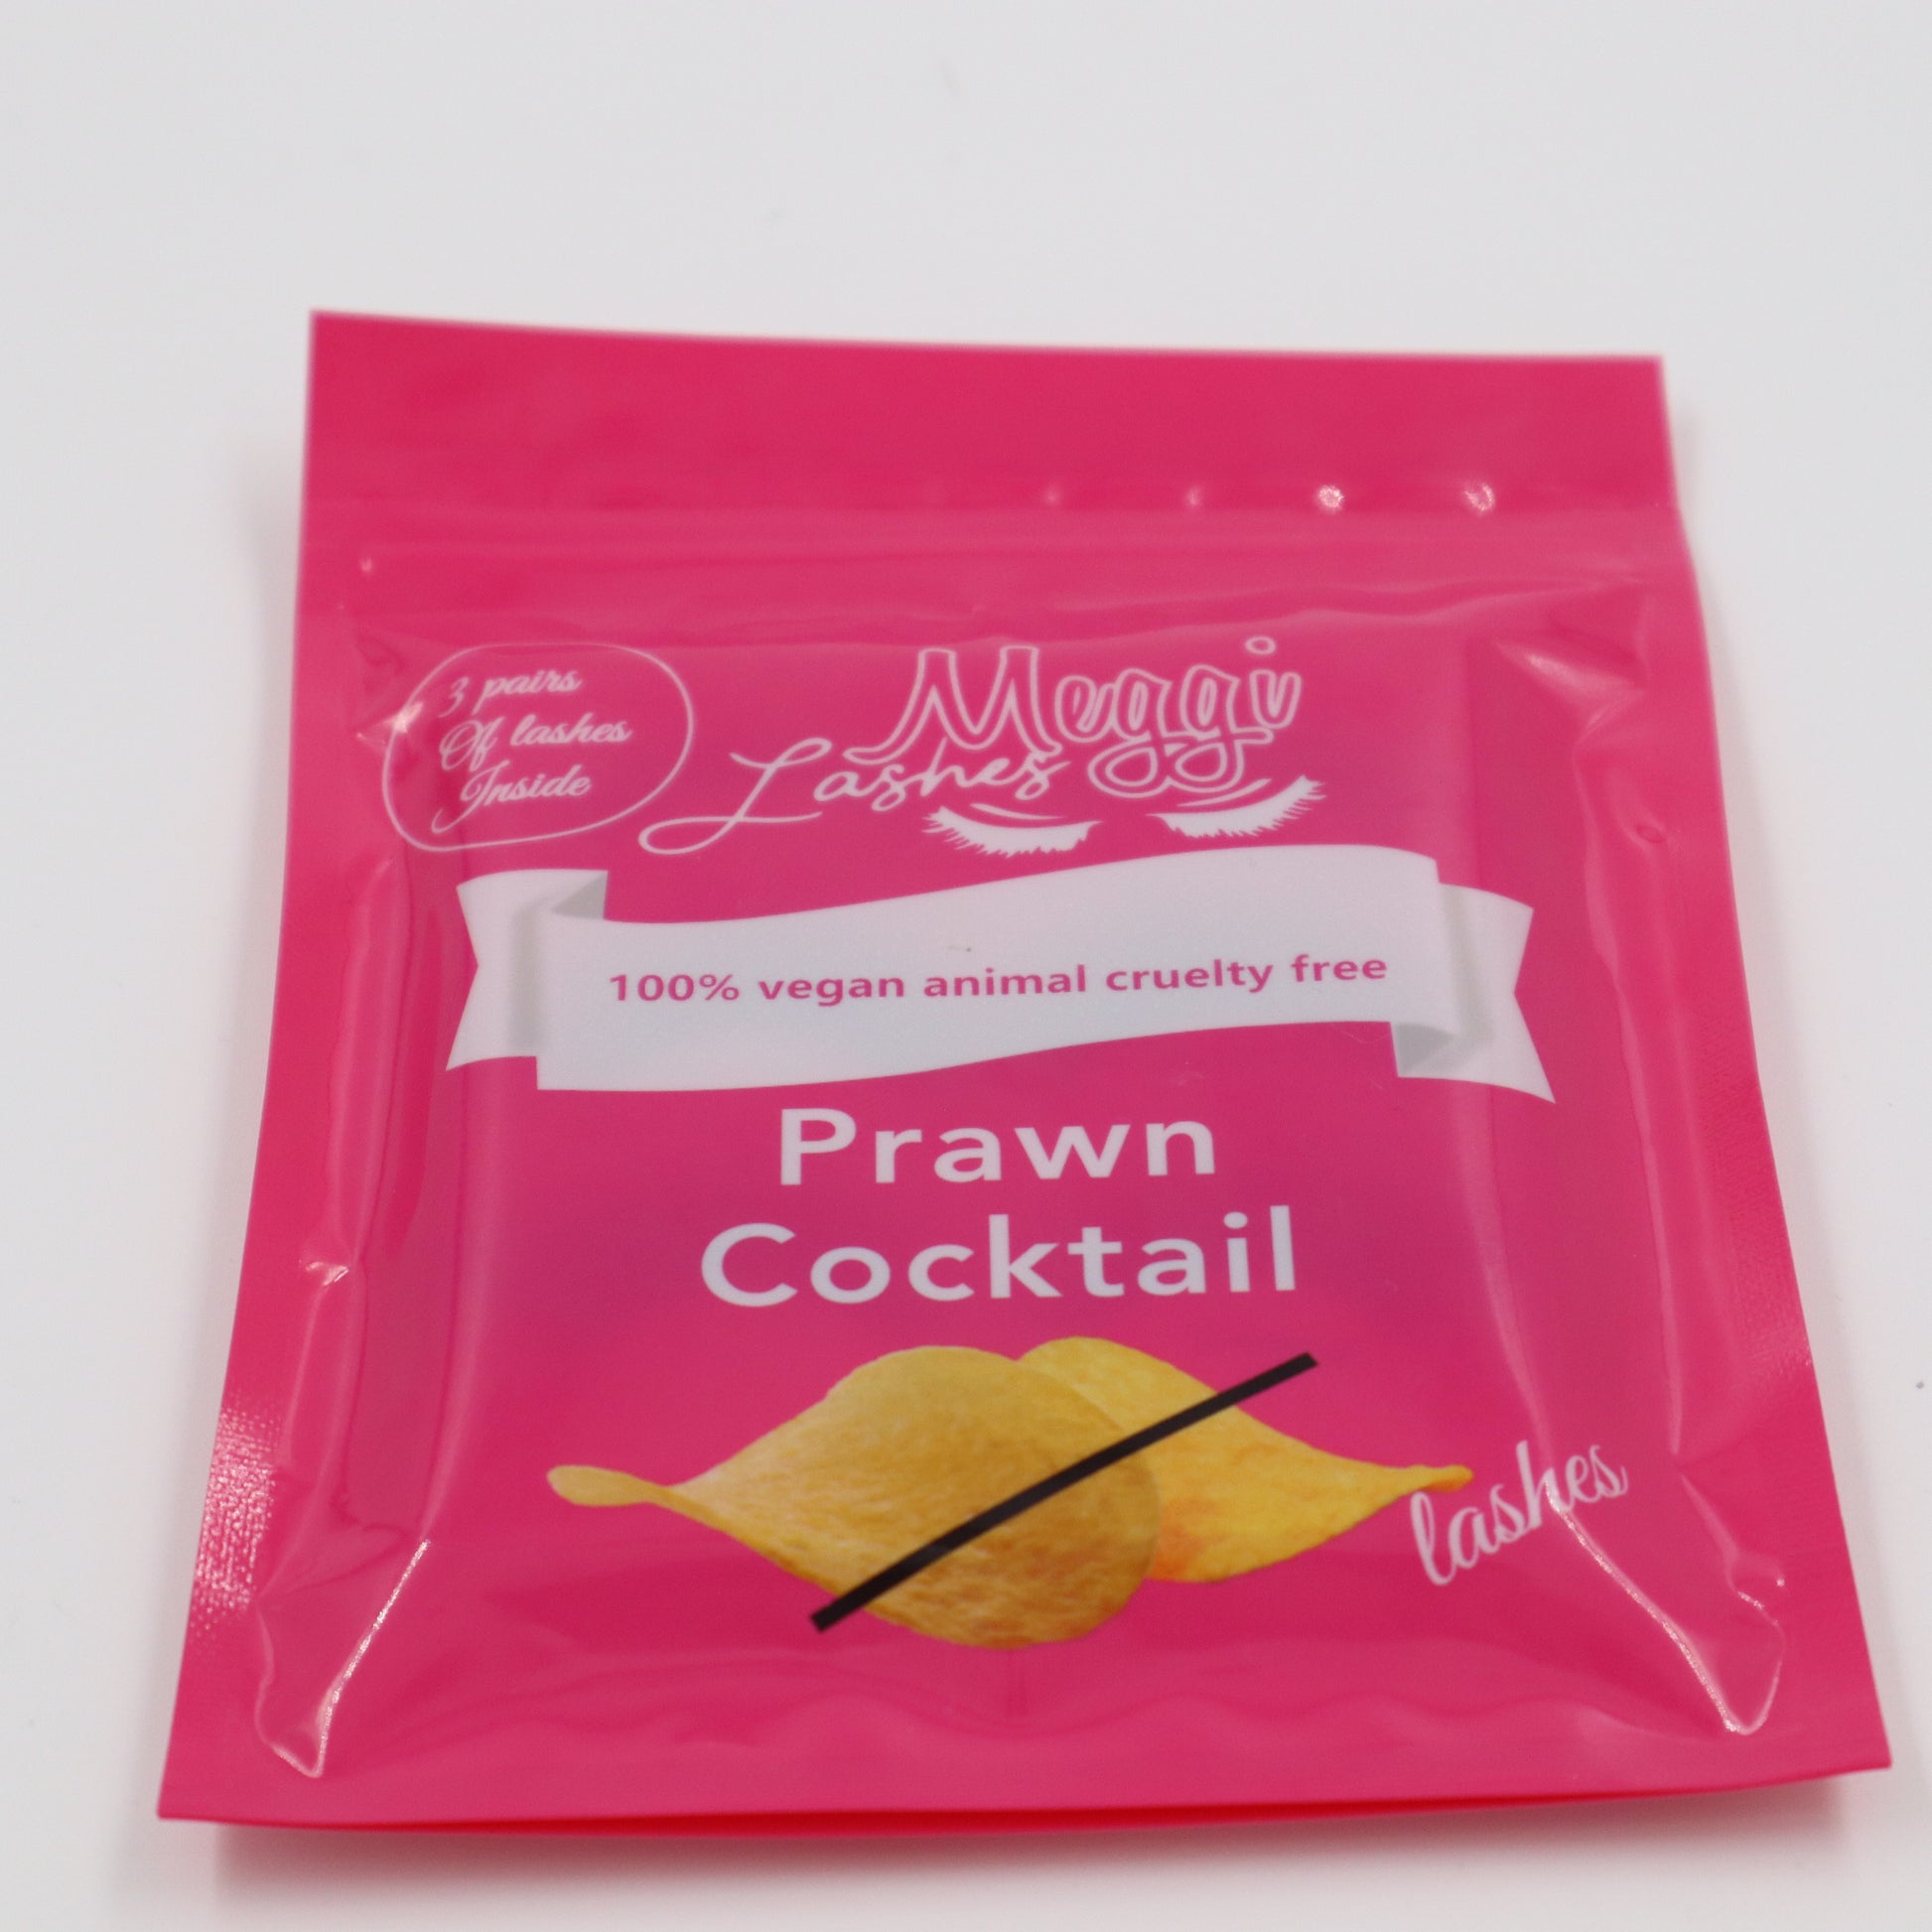 3 pairs
Of lashes
Inside
Meggi
Lashes
100% vegan animal cruelty free
Prawn
Cocktail
lashes